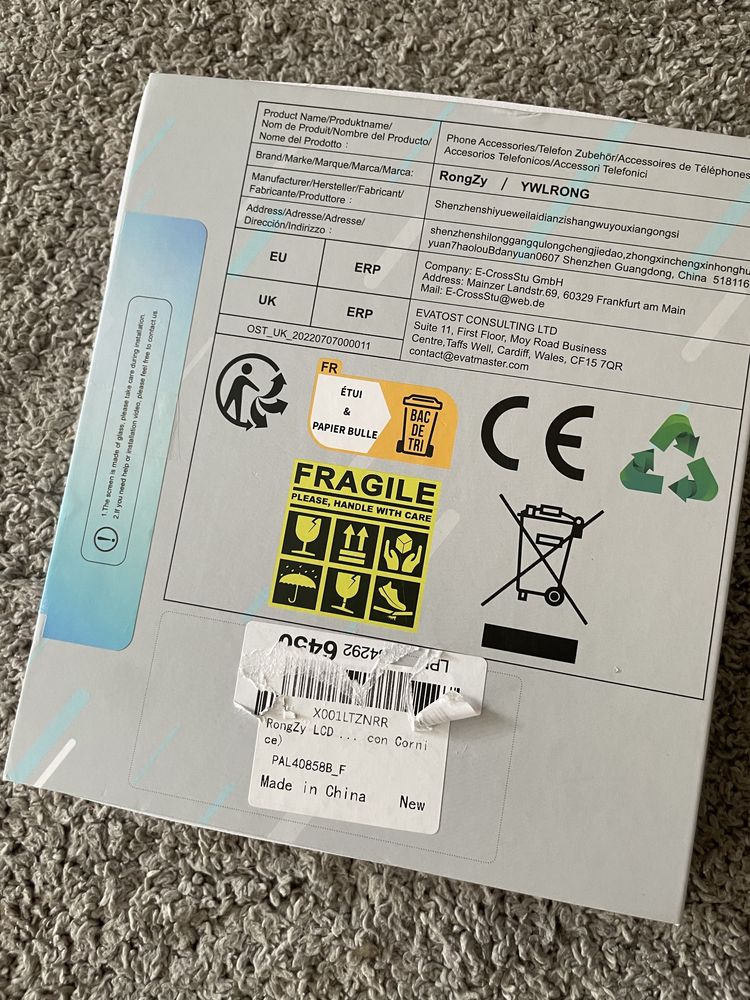 Product Name/Produktname/
Nom de Produit/Nombre del Producto/
Nome del Prodotto :
Phone Accessories/Telefon Zubehör/Accessoires de Téléphones
Accesorios Telefonicos/Accessori Telefonici
Brand/Marke/Marque/Marca/Marca:
RongZy / YWLRONG
Manufacturer/Hersteller/Fabricant/
Fabricante/Produttore :
Shenzhenshiyueweilaidianzishangwuyouxiangongsi
Address/Adresse/Adresse/
Dirección/Indirizzo :
shenzhenshilonggangqulongchengjiedao,zhongxinchengxinhonghu
yuan7haolouBdanyuan0607 Shenzhen Guangdong, China 518116
EU
ERP
Company: E-CrossStu GmbH
Address: Mainzer Landstr.69, 60329 Frankfurt am Main
Mail: E-CrossStu@web.de
UK
ERP
EVATOST CONSULTING LTD
Suite 11, First Floor, Moy Road Business
Centre,Taffs Well, Cardiff, Wales, CF15 7QR
contact@evatmaster.com
OST_UK_20220707000011
FR
ÉTUI
&
PAPIER BULLE
BAC
DE
TRI
CE
FRAGILE
PLEASE, HANDLE WITH CARE
1.The screen is made of glass, please take care during installation.
2.If you need help or installation video, please feel free to contact us.
LP
4292 6450
X001LTZNRR
RongZy LCD ... con Corni
ce)
PAL40858B_F
Made in China
New